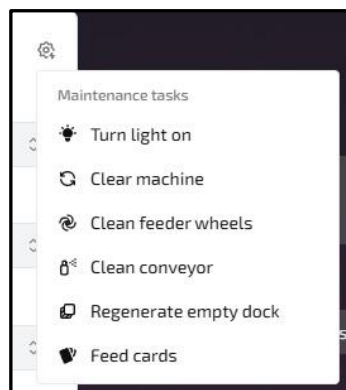 Maintenance tasks
Turn light on
Clear machine
Clean feeder wheels
Clean conveyor
Regenerate empty dock
Feed cards